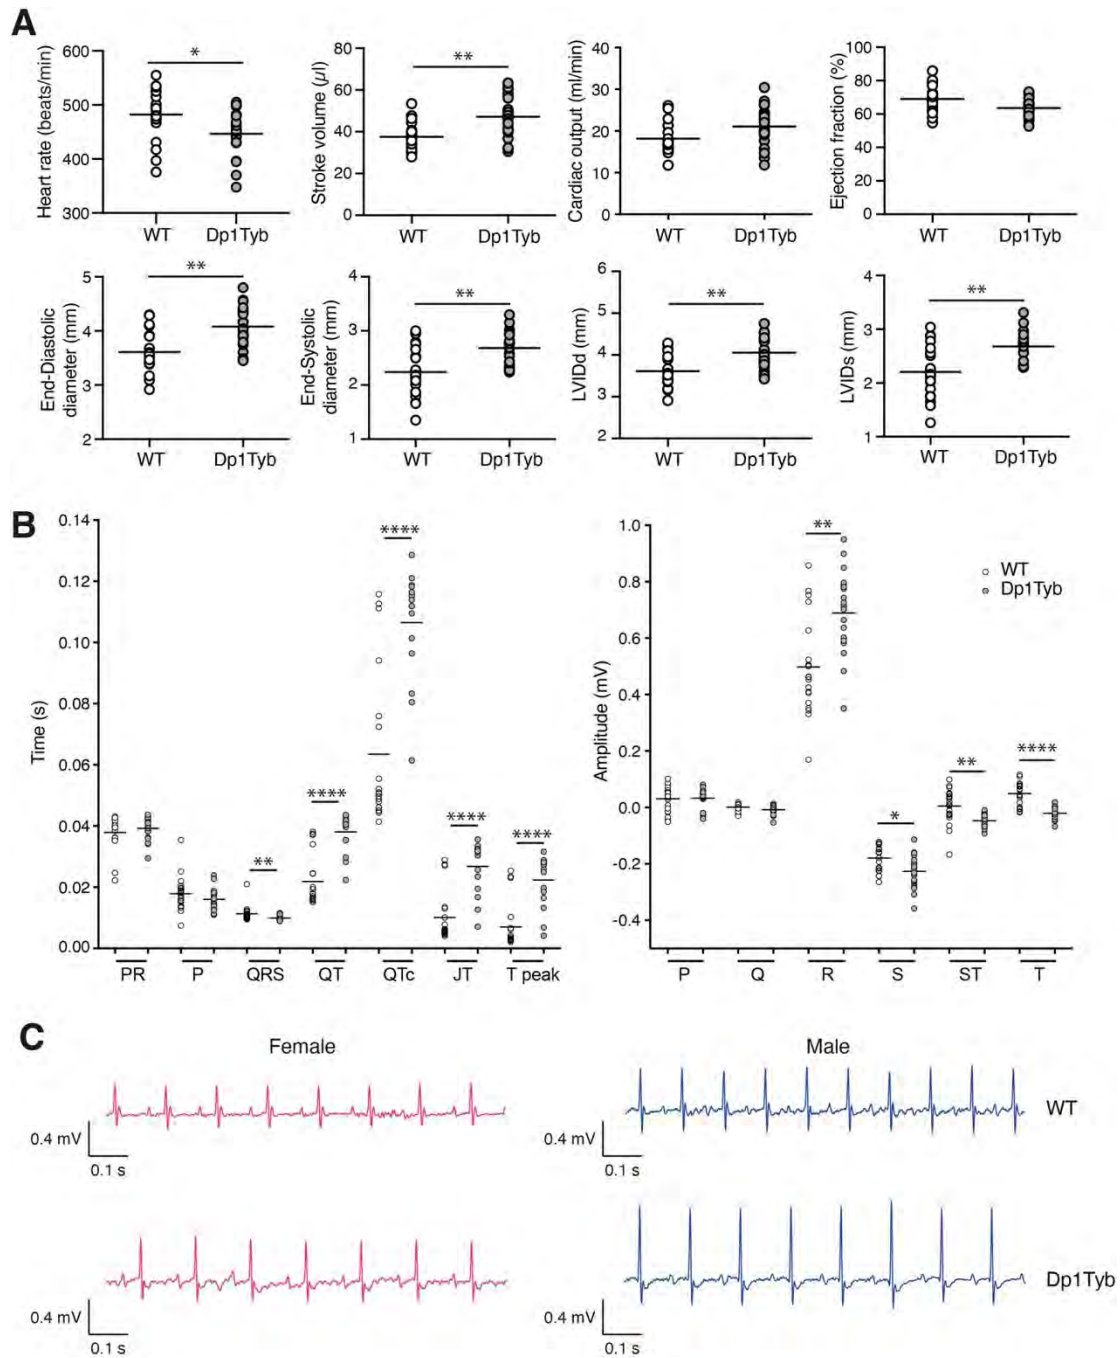 A
Heart rate (beats/min)
600
500
400
300
*
WT
Dp1Tyb
Stroke volume (µl)
80
60
40
20
0
**
WT
Dp1Tyb
Cardiac output (ml/min)
40
30
20
10
0
WT
Dp1Tyb
Ejection fraction (%)
100
80
60
40
20
0
WT
Dp1Tyb
End-Diastolic
diameter (mm)
5
4
3
2
**
WT
Dp1Tyb
End-Systolic
diameter (mm)
4
3
2
1
**
WT
Dp1Tyb
LVIDd (mm)
6
5
4
3
2
**
WT
Dp1Tyb
LVIDs (mm)
4
3
2
1
**
WT
Dp1Tyb
B
Time (s)
0.14
0.12
0.10
0.08
0.06
0.04
0.02
0.00
**
****
****
****
****
PR
P
QRS
QT
QTc
JT
T peak
Amplitude (mV)
1.0
0.8
0.6
0.4
0.2
0.0
-0.2
-0.4
**
*
**
****
WT
Dp1Tyb
P
Q
R
S
ST
T
C
Female
Male
0.4 mV
0.1 s
0.4 mV
0.1 s
WT
0.4 mV
0.1 s
0.4 mV
0.1 s
Dp1Tyb